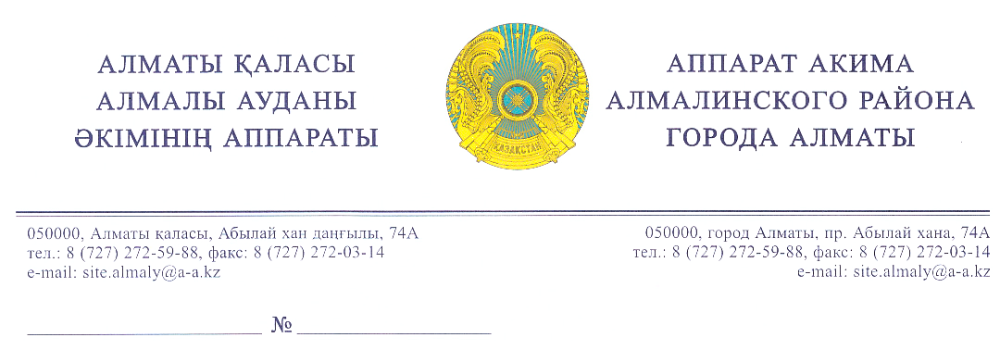 АЛМАТЫ ҚАЛАСЫ
АЛМАЛЫ АУДАНЫ
ӘКІМІНІҢ АППАРАТЫ
ҚАЗАҚСТАН
АППАРАТ АКИМА
АЛМАЛИНСКОГО РАЙОНА
ГОРОДА АЛМАТЫ
050000, Алматы қаласы, Абылай хан даңғылы, 74А
тел.: 8 (727) 272-59-88, факс: 8 (727) 272-03-14
e-mail: site.almaly@a-a.kz
050000, город Алматы, пр. Абылай хана, 74А
тел.: 8 (727) 272-59-88, факс: 8 (727) 272-03-14
e-mail: site.almaly@a-a.kz
№